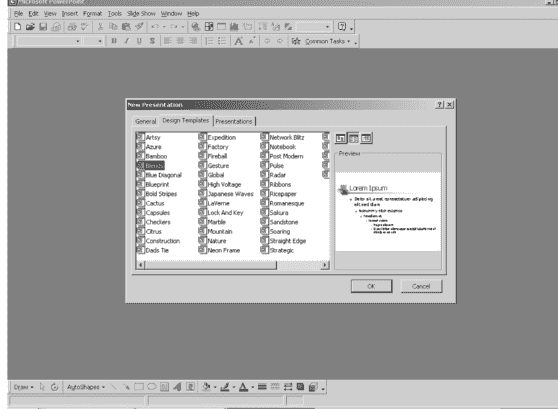 Microsoft PowerPoint
File Edit View Insert Format Tools Slide Show Window Help
B I U S
Common Tasks
New Presentation
General Design Templates Presentations
Artsy Expedition Network Blitz
Azure Factory Notebook
Bamboo Fireball Post Modern
Blends Gesture Pulse
Blue Diagonal Global Radar
Blueprint High Voltage Ribbons
Bold Stripes Japanese Waves Ricepaper
Cactus LaVerne Romanesque
Capsules Lock And Key Sakura
Checkers Marble Sandstone
Citrus Mountain Soaring
Construction Nature Straight Edge
Dads Tie Neon Frame Strategic
Preview
Lorem Ipsum
OK Cancel
Draw AutoShapes